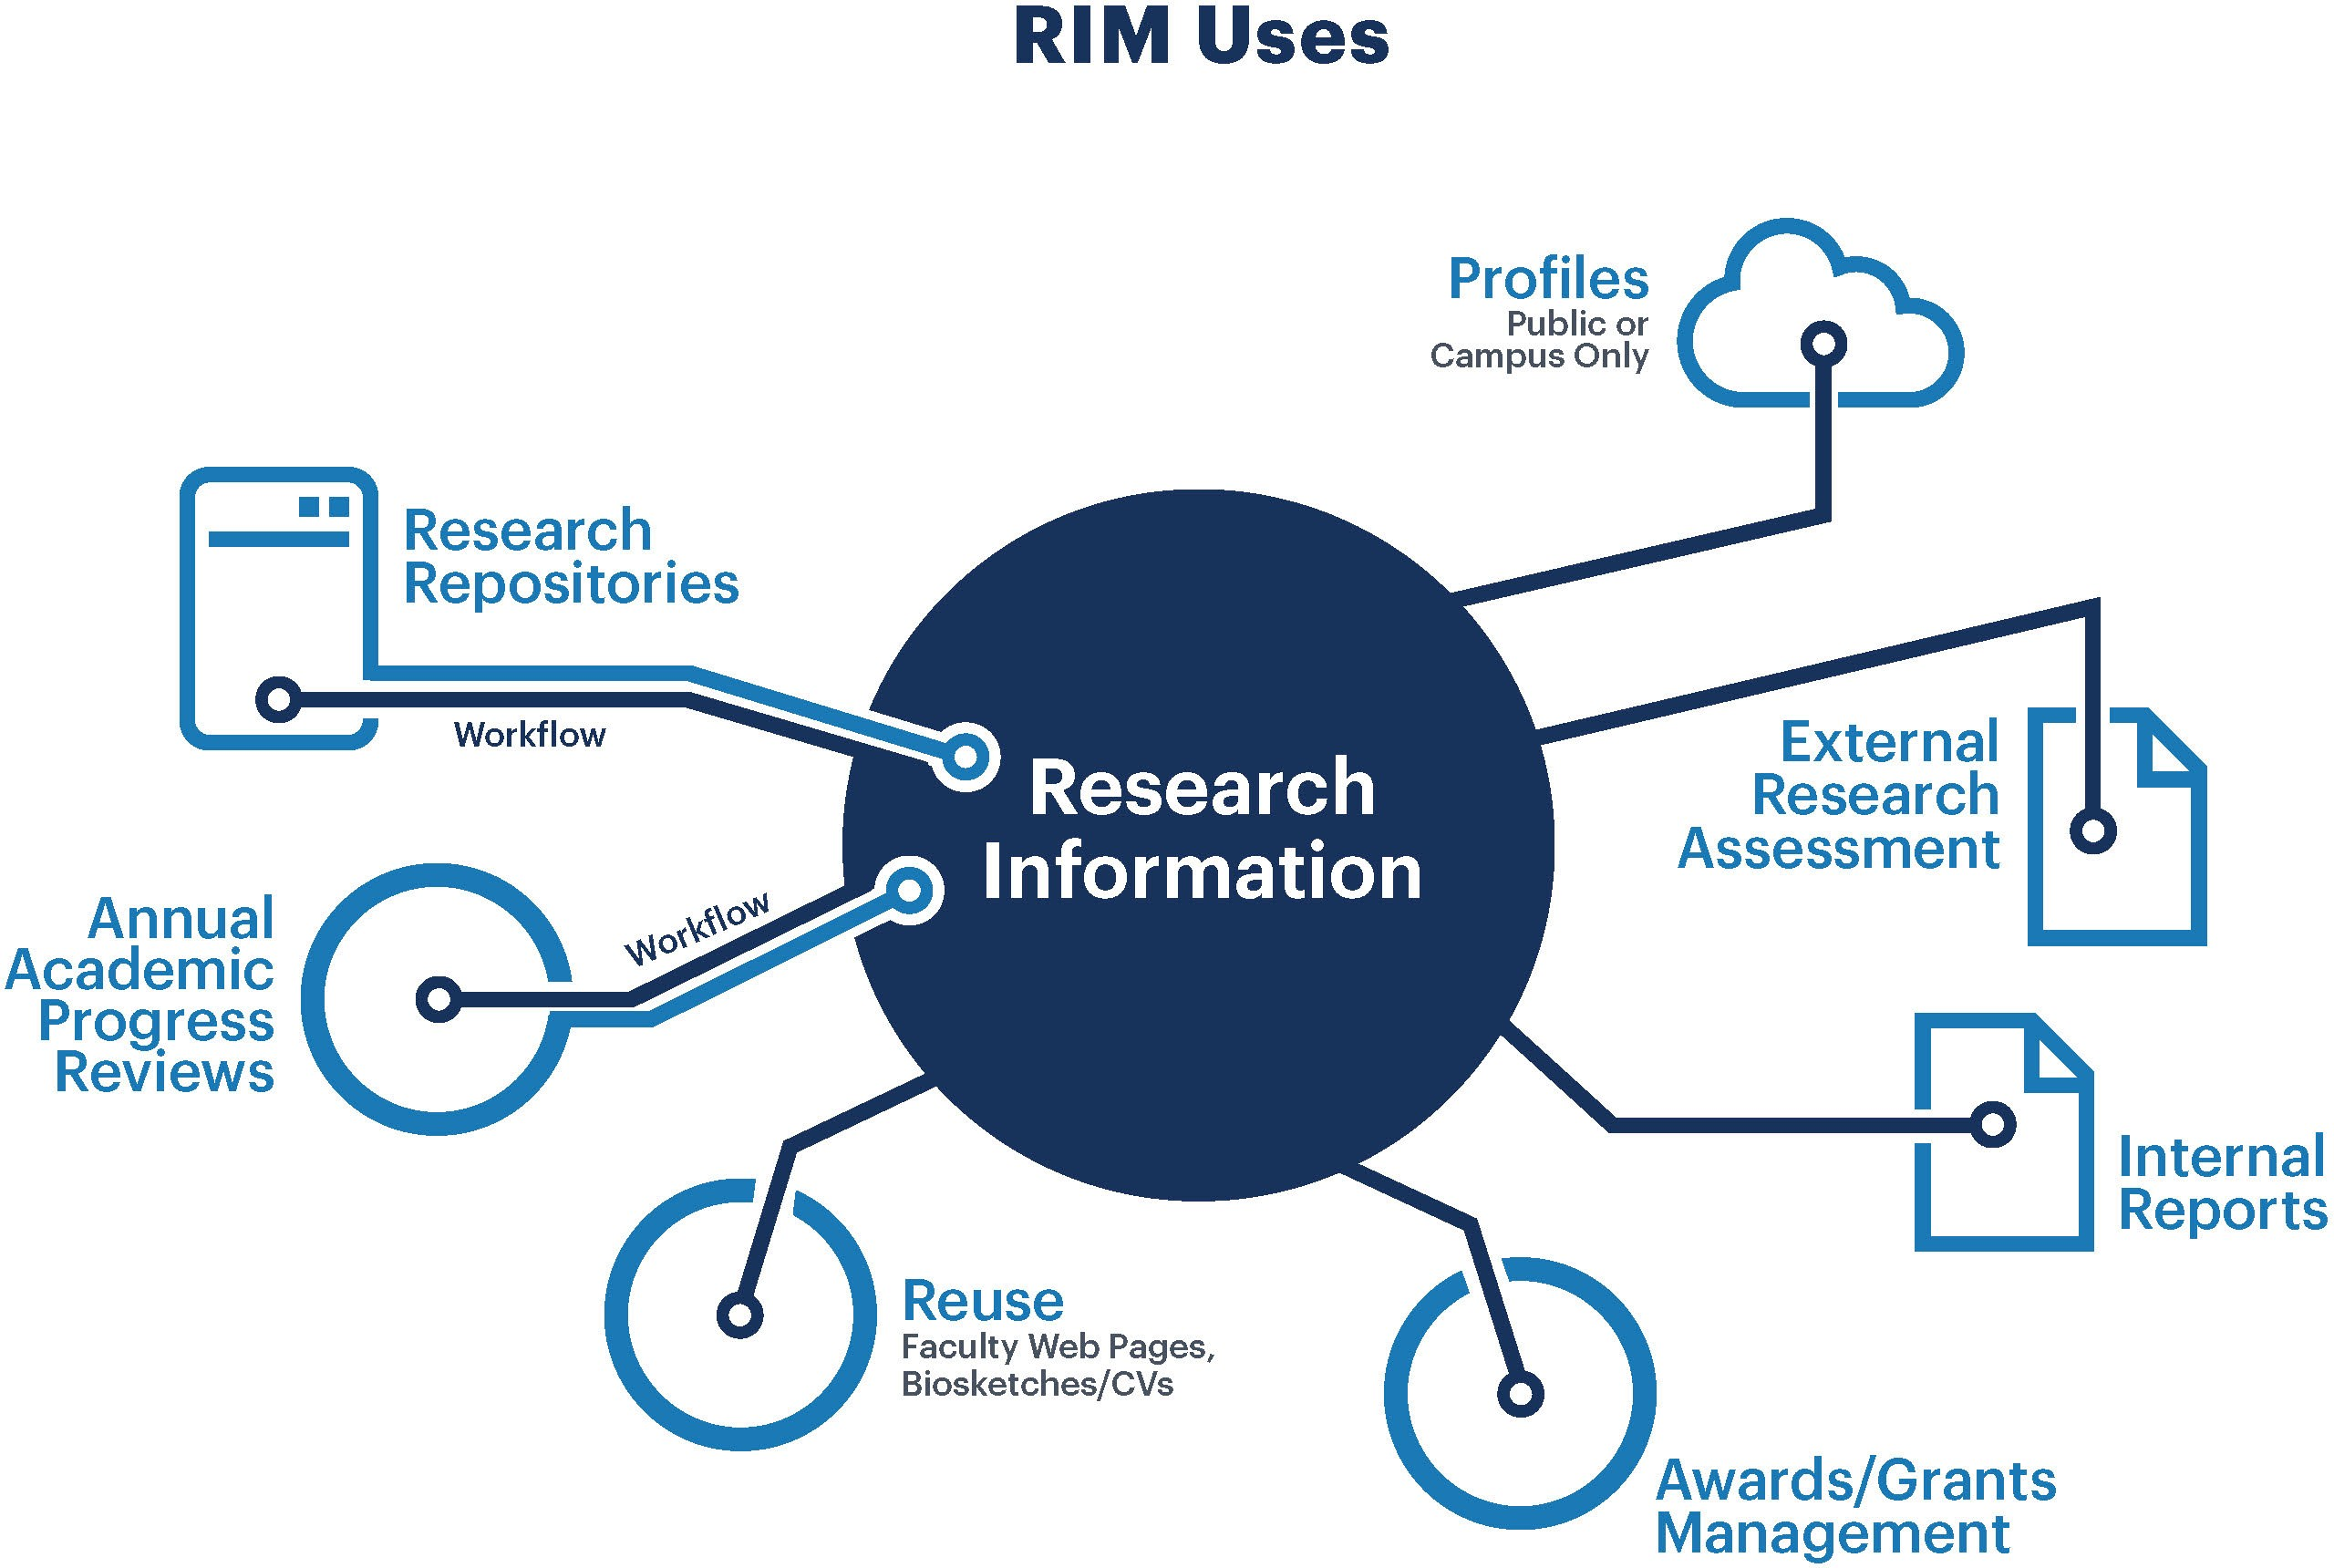 RIM Uses
Profiles
Public or
Campus Only
Research
Repositories
Workflow
External
Research
Assessment
Research
Information
Annual
Academic
Progress
Reviews
Workflow
Internal
Reports
Reuse
Faculty Web Pages,
Biosketches/CVs
Awards/Grants
Management